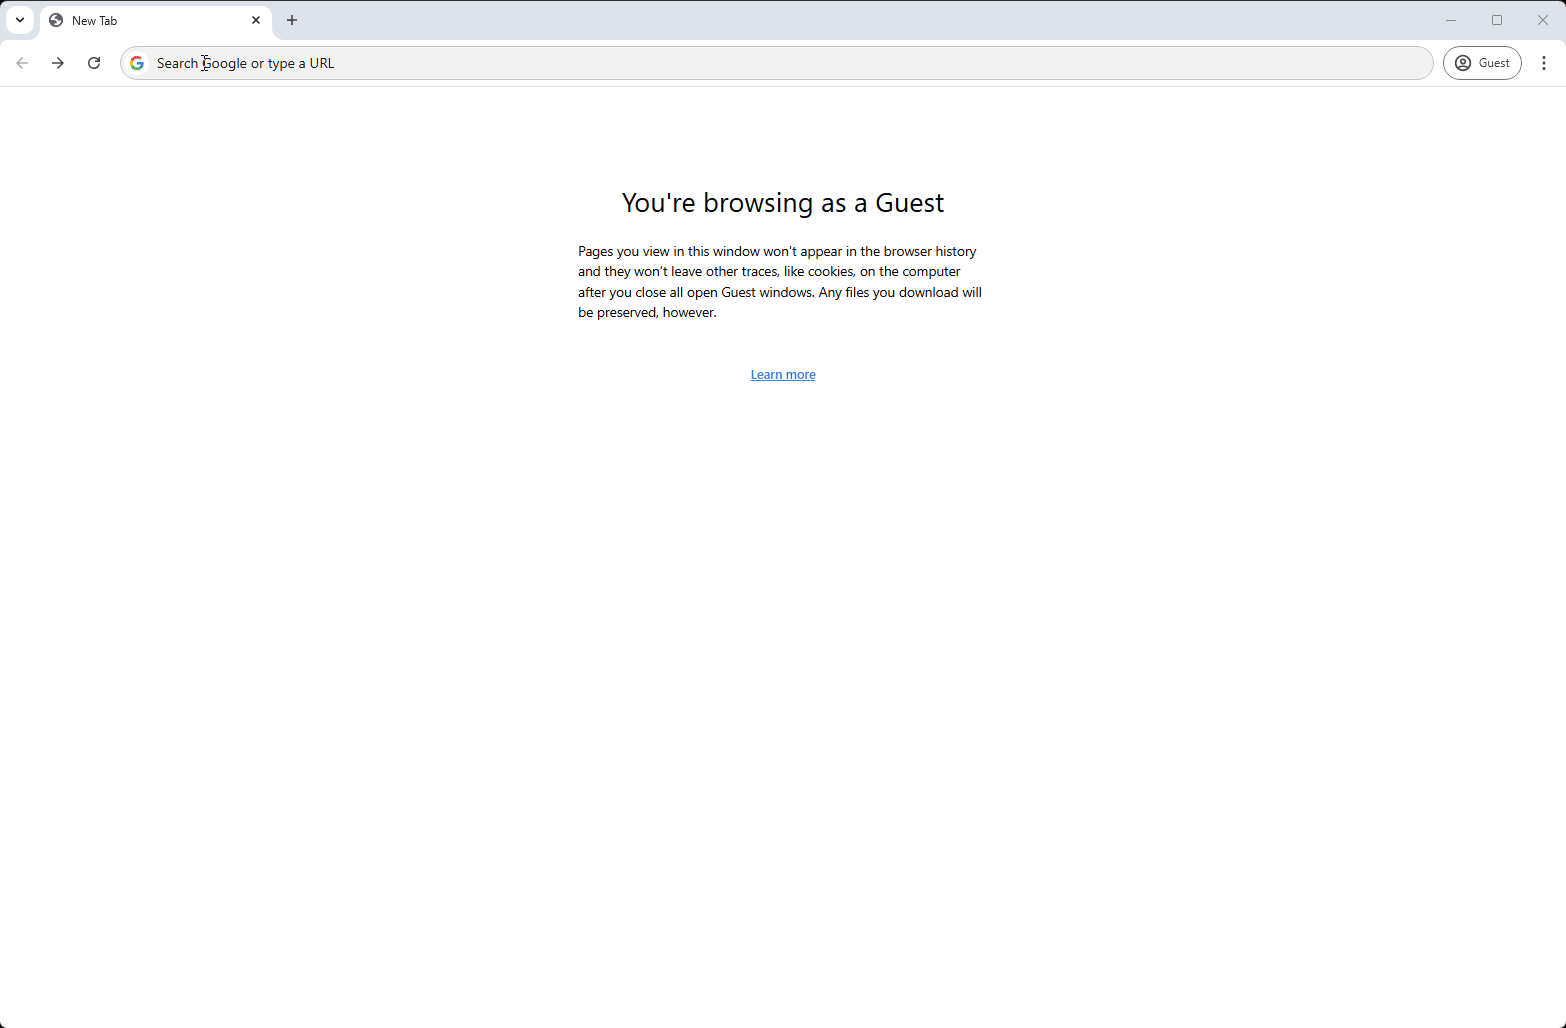 New Tab
Search Google or type a URL
Guest
You're browsing as a Guest
Pages you view in this window won't appear in the browser history
and they won't leave other traces, like cookies, on the computer
after you close all open Guest windows. Any files you download will
be preserved, however.
Learn more